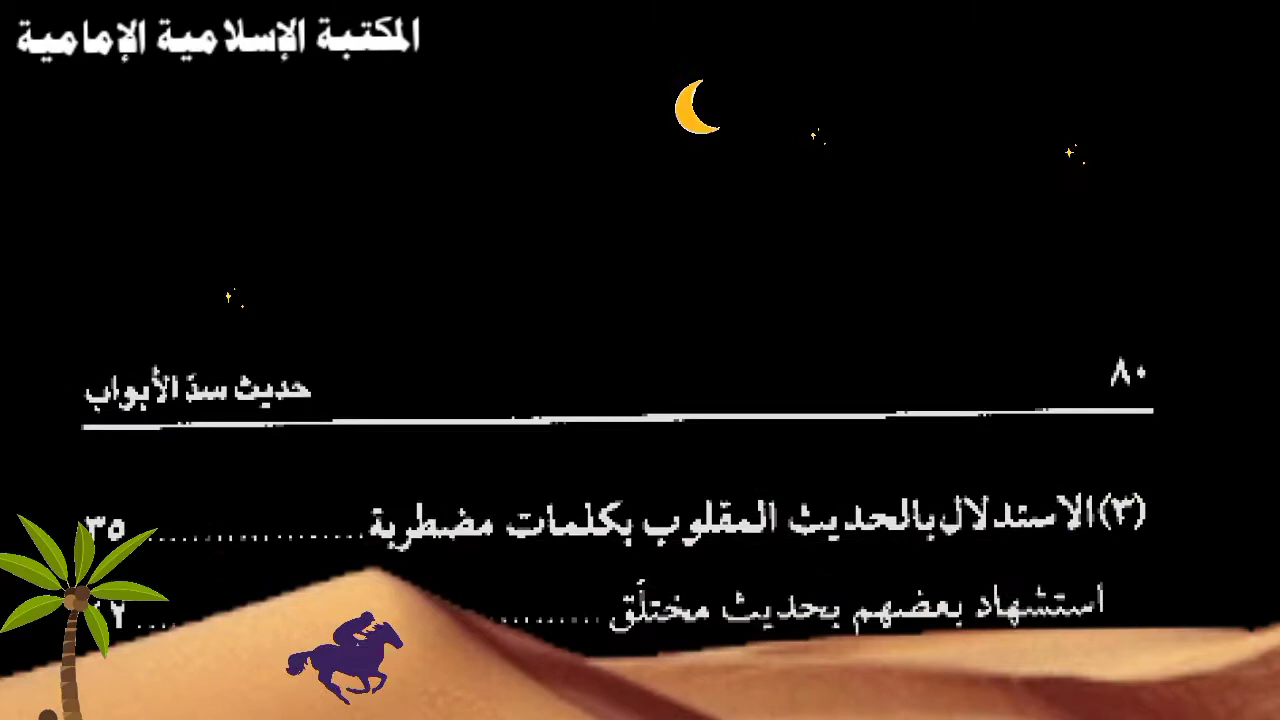 المكتبة الإسلامية الإمامية
٨٠ حديث سدّ الأبواب
(٣) الاستدلال بالحديث المقلوب بكلمات مضطربة .................. ٣٥
استشهاد بعضهم بحديث مختلَق